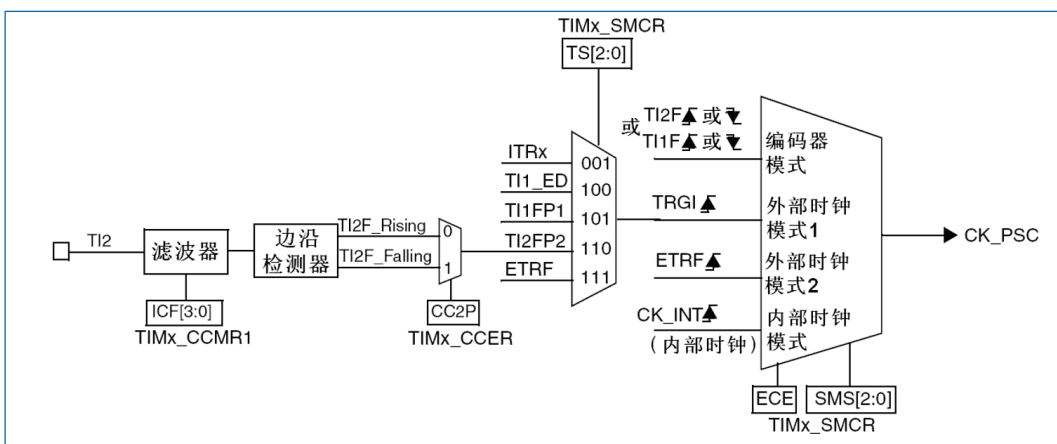 TIMx_SMCR
TS[2:0]
TI2F 或
或
TI1F 或
编码器
模式
ITRx
001
TI1_ED
100
TI1FP1
101
TRGI
外部时钟
模式1
TI2
滤波器
边沿
检测器
TI2F_Rising
0
TI2F_Falling
1
TI2FP2
110
ETRF
111
ETRF
外部时钟
模式2
CK_PSC
ICF[3:0]
TIMx_CCMR1
CC2P
TIMx_CCER
CK_INT
(内部时钟)
内部时钟
模式
ECE
SMS[2:0]
TIMx_SMCR